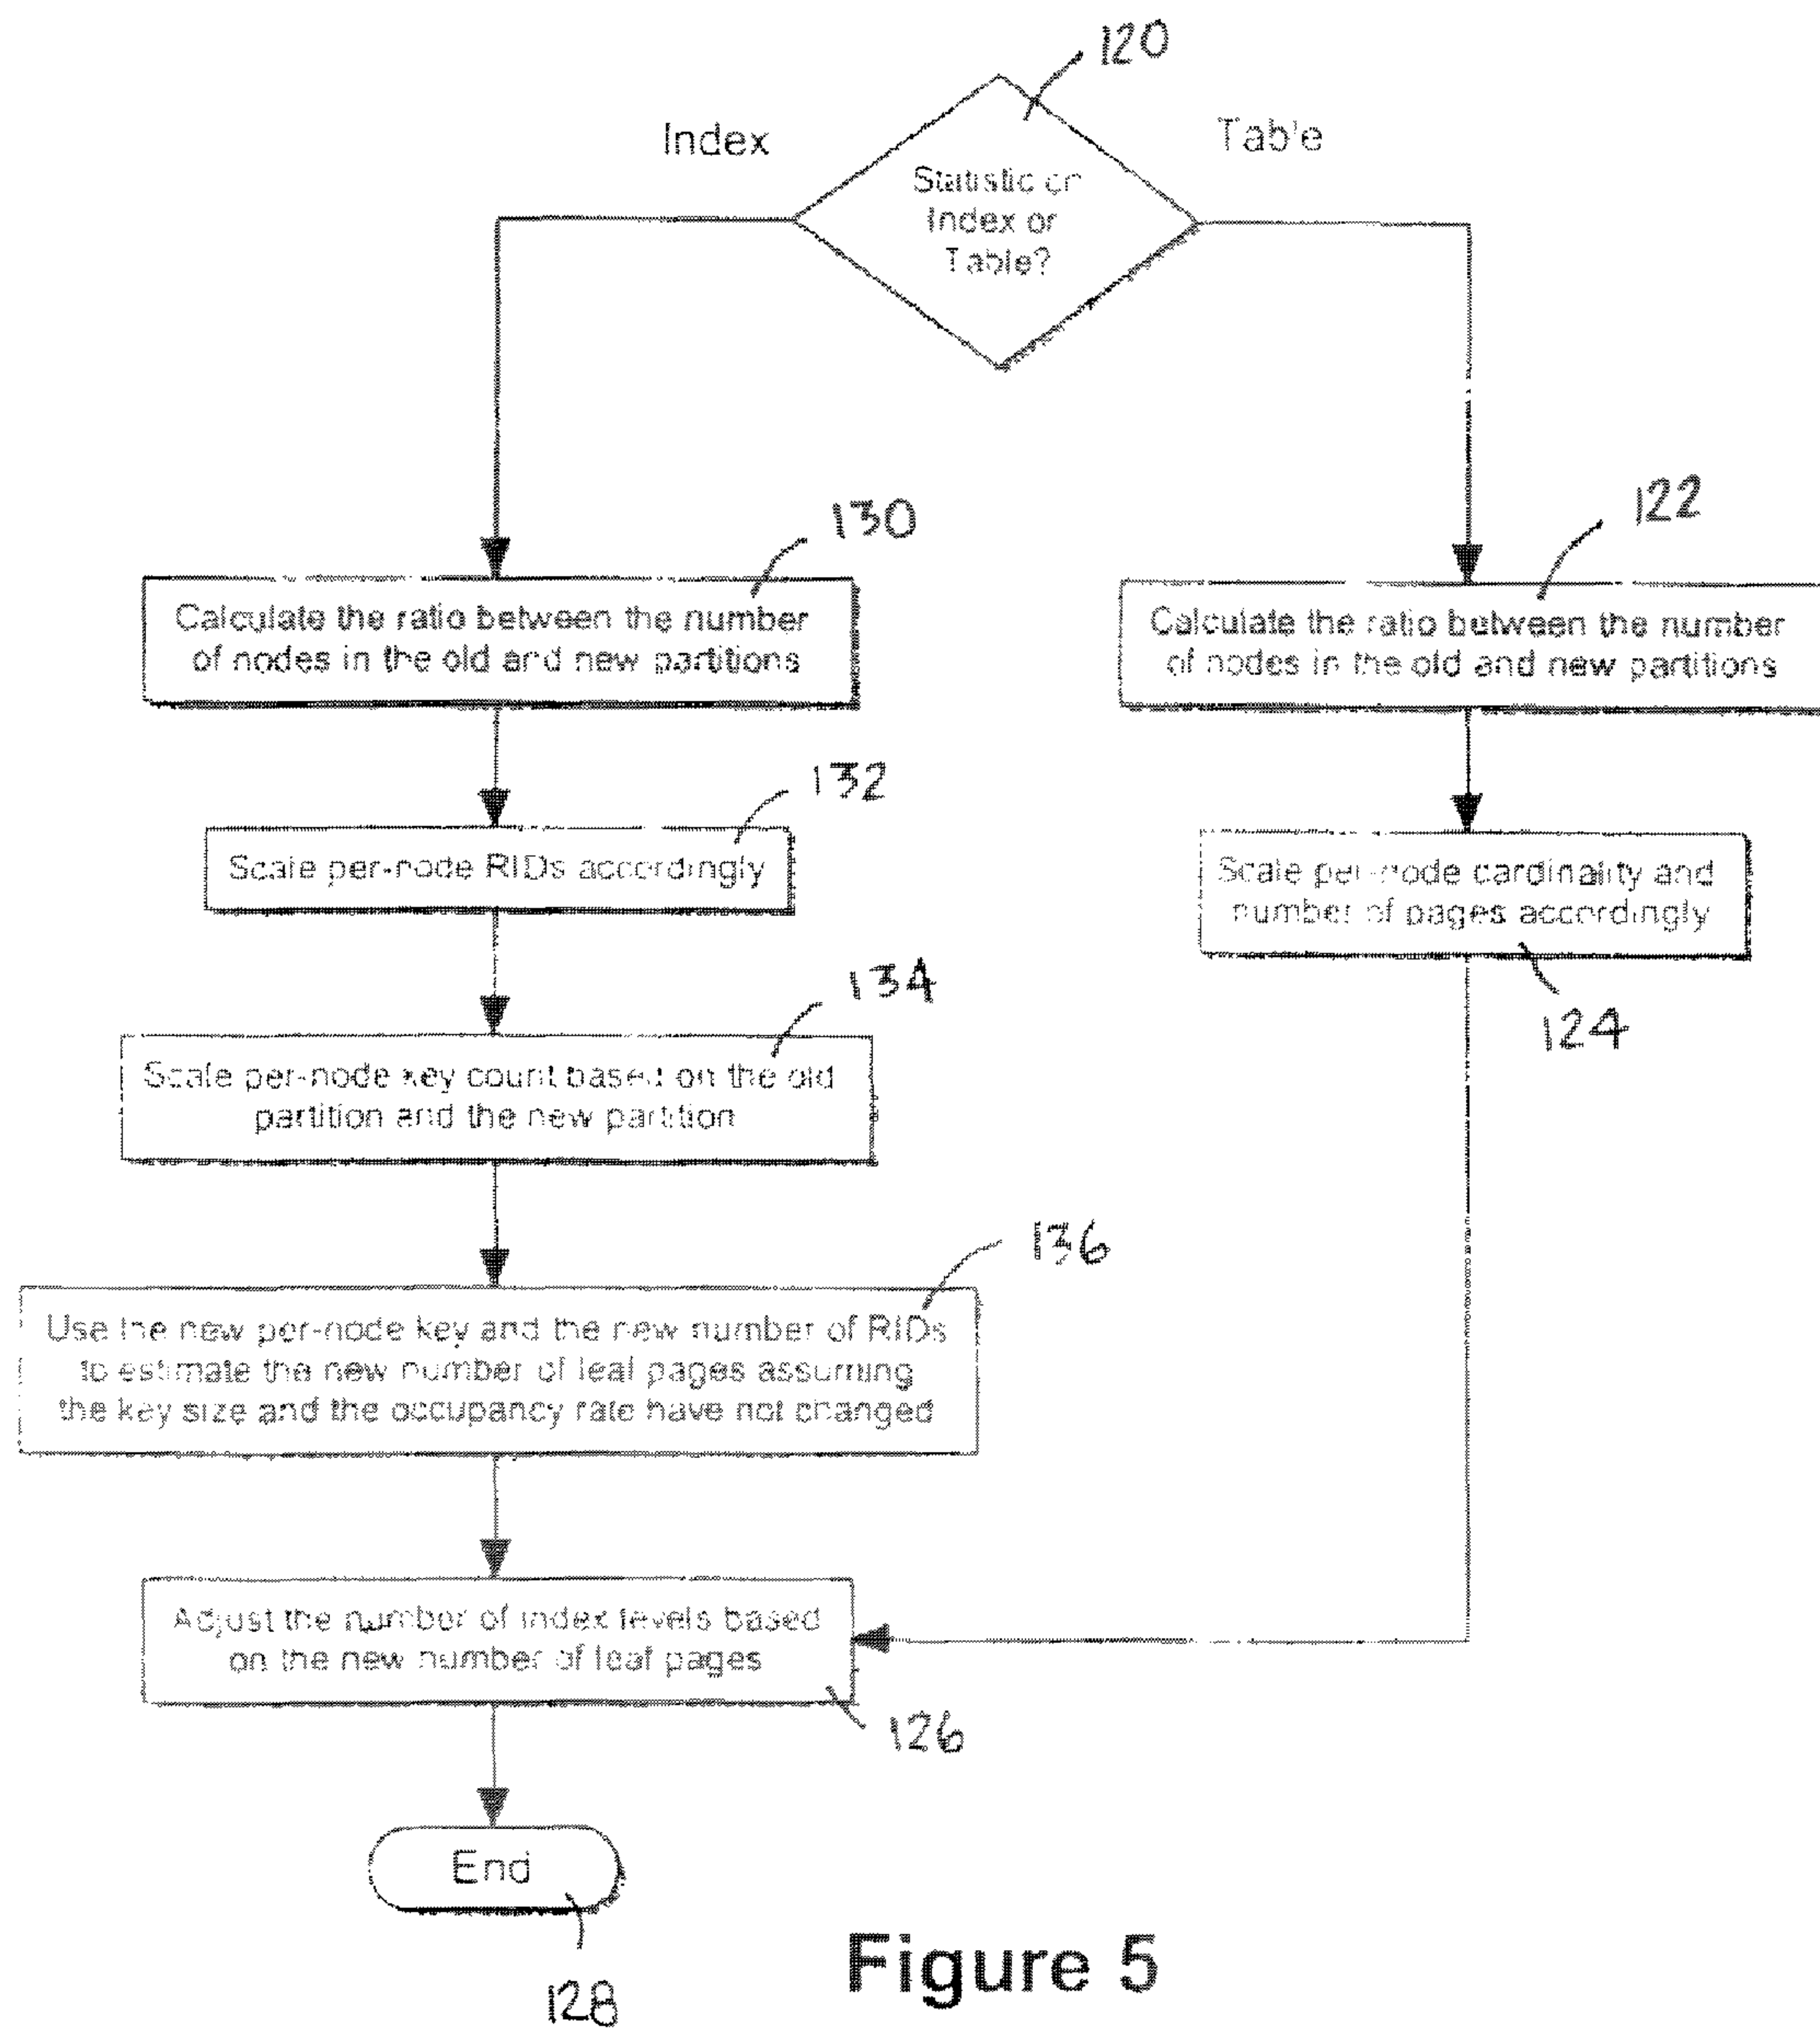 120
Index
Table
Statistic on
Index or
Table?
130
122
Calculate the ratio between the number
of nodes in the old and new partitions
Calculate the ratio between the number
of nodes in the old and new partitions
132
Scale per-node RIDs accordingly
Scale per-node cardinality and
number of pages accordingly
134
124
Scale per-node key count based on the old
partition and the new partition
136
Use the new per-node key and the new number of RIDs
to estimate the new number of leaf pages assuming
the key size and the occupancy rate have not changed
Adjust the number of index levels based
on the new number of leaf pages
126
End
128
Figure 5